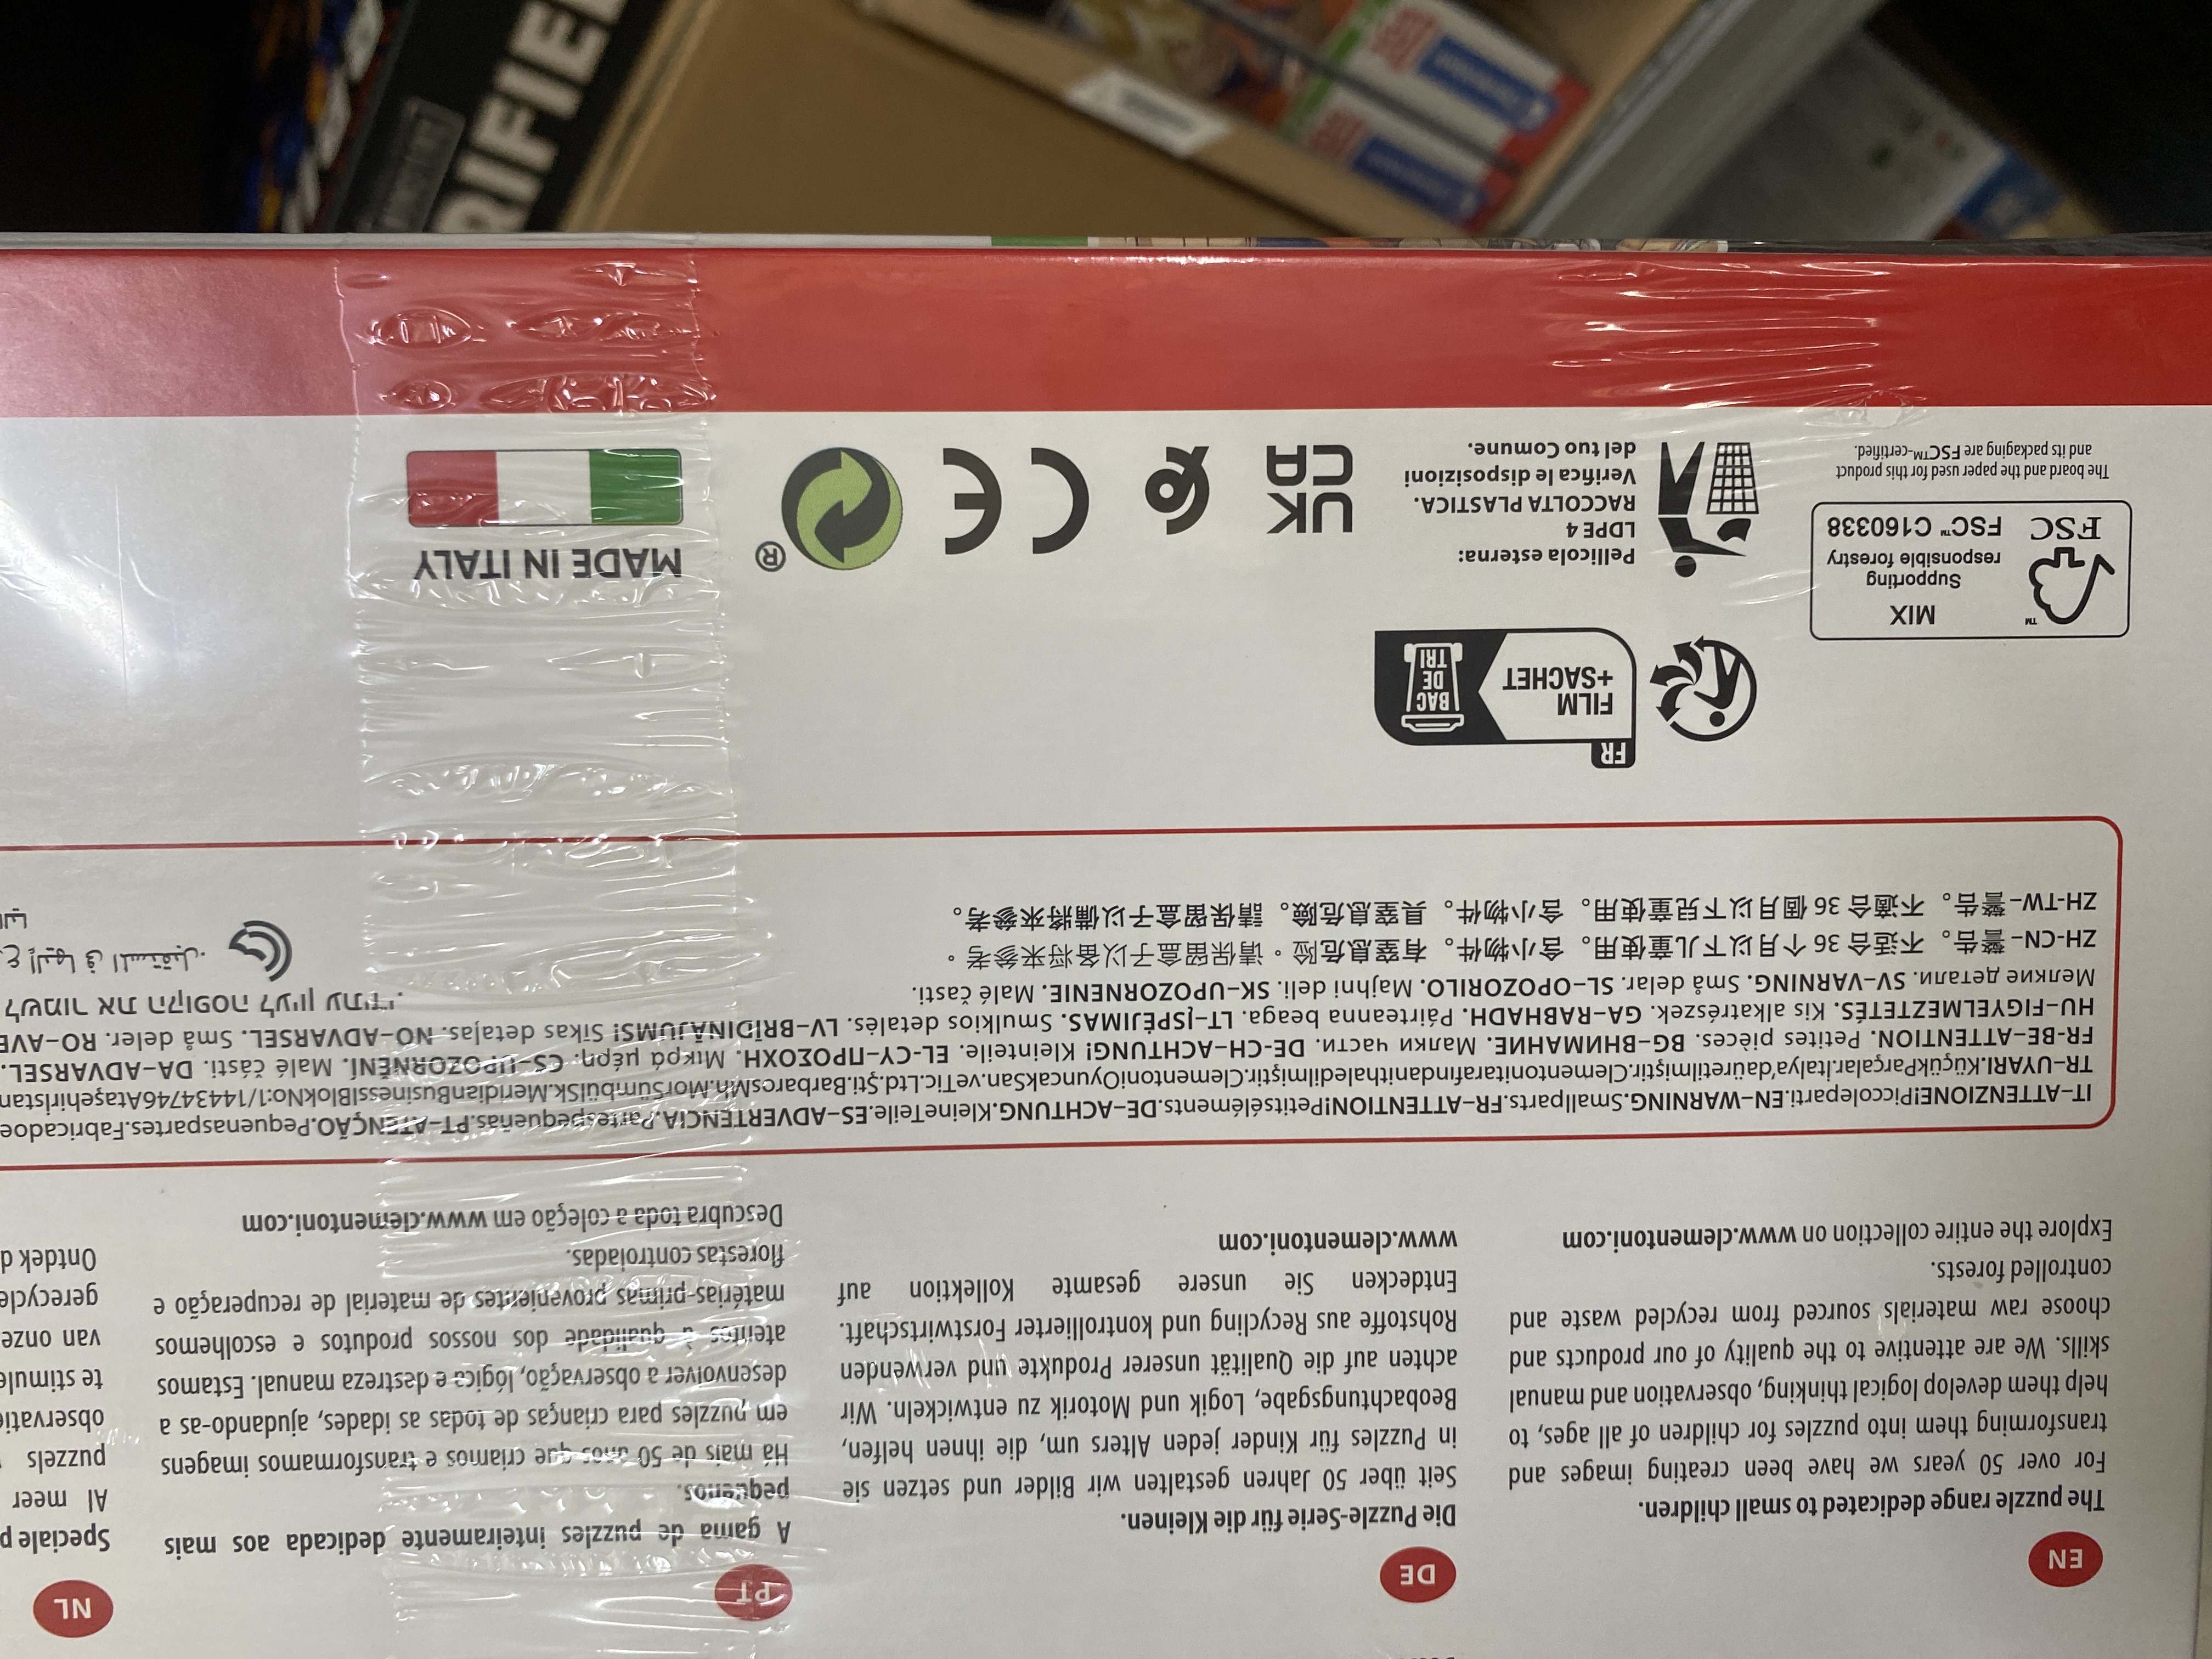 EN
The puzzle range dedicated to small children.
For over 50 years we have been creating images and
transforming them into puzzles for children of all ages, to
help them develop logical thinking, observation and manual
skills. We are attentive to the quality of our products and
choose raw materials sourced from recycled waste and
controlled forests.
Explore the entire collection on www.clementoni.com
DE
Die Puzzle-Serie für die Kleinen.
Seit über 50 Jahren gestalten wir Bilder und setzen sie
in Puzzles für Kinder jeden Alters um, die ihnen helfen,
Beobachtungsgabe, Logik und Motorik zu entwickeln. Wir
achten auf die Qualität unserer Produkte und verwenden
Rohstoffe aus Recycling und kontrollierter Forstwirtschaft.
Entdecken Sie unsere gesamte Kollektion auf
www.clementoni.com
PT
A gama de puzzles inteiramente dedicada aos mais
pequenos.
Há mais de 50 anos que criamos e transformamos imagens
em puzzles para crianças de todas as idades, ajudando-as a
desenvolver a observação, lógica e destreza manual. Estamos
atentos à qualidade dos nossos produtos e escolhemos
matérias-primas provenientes de material de recuperação e
florestas controladas.
Descubra toda a coleção em www.clementoni.com
NL
Speciale
Al meer
puzzels
van onze
Ontdek
IT–ATTENZIONE!Piccoleparti.EN–WARNING.Smallparts.FR–ATTENTION!Petitséléments.DE–ACHTUNG.KleineTeile.ES–ADVERTENCIA.Partespequeñas.PT–ATENÇÃO.Pequenaspartes.
TR–UYARI.KüçükParçalar.İtalya'daüretilmiştir.Clementonitarafındanithaledilmiştir.ClementoniOyuncakSan.veTic.Ltd.Şti.BarbarosMh.MorSümbülSk.MeridianBusinessIBlokNo:1/144
FR-BE–ATTENTION. Petites pièces. BG–ВНИМАНИЕ. Малки части. DE-CH–ACHTUNG! Kleinteile. EL-CY–ΠΡΟΣΟΧΗ. Μικρά μέρη. CS–UPOZORNĚNÍ. Malé části. DA–ADVARSEL.
HU–FIGYELMEZTETÉS. Kis alkatrészek. GA–RABHADH. Páirteanna beaga. LT–ĮSPĖJIMAS. Smulkios detalės. LV–BRĪDINĀJUMS! Sīkas detaļas. NO–ADVARSEL. Små deler.
Мелкие детали. SV–VARNING. Små delar. SL–OPOZORILO. Majhni deli. SK–UPOZORNENIE. Malé časti.
לשמור את הקופסה לעיון עתידי.
ZH-CN–警告。不适合 36 个月以下儿童使用。含小物件。有窒息危险。请保留盒子以备将来参考。
ZH-TW–警告。不適合 36 個月以下兒童使用。含小物件。具窒息危險。請保留盒子以備將來參考。
إليها في المستقبل.
FR
FILM
+SACHET
BAC
DE
TRI
MIX
Supporting
responsible forestry
FSC™ C160338
FSC
The board and the paper used for this product
and its packaging are FSC™-certified.
Pellicola esterna:
LDPE 4
RACCOLTA PLASTICA.
Verifica le disposizioni
del tuo Comune.
UK
CA
CE
MADE IN ITALY
RIFIE